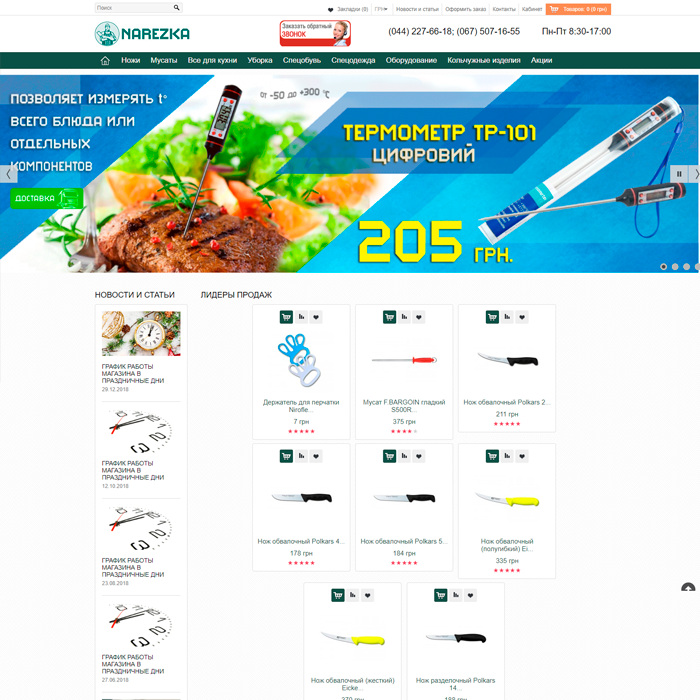 Поиск
Закладки (0)
ГРН
Новости и статьи
Оформить заказ
Контакты
Кабинет
Товаров: 0 (0 грн)
NAREZKA
Заказать обратный
ЗВОНОК
(044) 227-66-18; (067) 507-16-55
Пн-Пт 8:30-17:00
Ножи
Мусаты
Все для кухни
Уборка
Спецобувь
Спецодежда
Оборудование
Кольчужные изделия
Акции
ПОЗВОЛЯЕТ ИЗМЕРЯТЬ t°
ВСЕГО БЛЮДА ИЛИ
ОТДЕЛЬНЫХ
КОМПОНЕНТОВ
ДОСТАВКА
от -50 до +300 °C
ТЕРМОМЕТР TP-101
ЦИФРОВИЙ
205 ГРН.
НОВОСТИ И СТАТЬИ
ГРАФИК РАБОТЫ
МАГАЗИНА В
ПРАЗДНИЧНЫЕ ДНИ
29.12.2018
ГРАФИК РАБОТЫ
МАГАЗИНА В
ПРАЗДНИЧНЫЕ ДНИ
12.10.2018
ГРАФИК РАБОТЫ
МАГАЗИНА В
ПРАЗДНИЧНЫЕ ДНИ
23.08.2018
ГРАФИК РАБОТЫ
МАГАЗИНА В
ПРАЗДНИЧНЫЕ ДНИ
27.06.2018
ЛИДЕРЫ ПРОДАЖ
Держатель для перчатки
Nirofle...
7 грн
Мусат F.BARGOIN гладкий
S500R...
375 грн
Нож обвалочный Polkars 2...
211 грн
Нож обвалочный Polkars 4...
178 грн
Нож обвалочный Polkars 5...
184 грн
Нож обвалочный
(полугибкий) Ei...
335 грн
Нож обвалочный (жесткий)
Eicke...
Нож разделочный Polkars
14...
188 грн